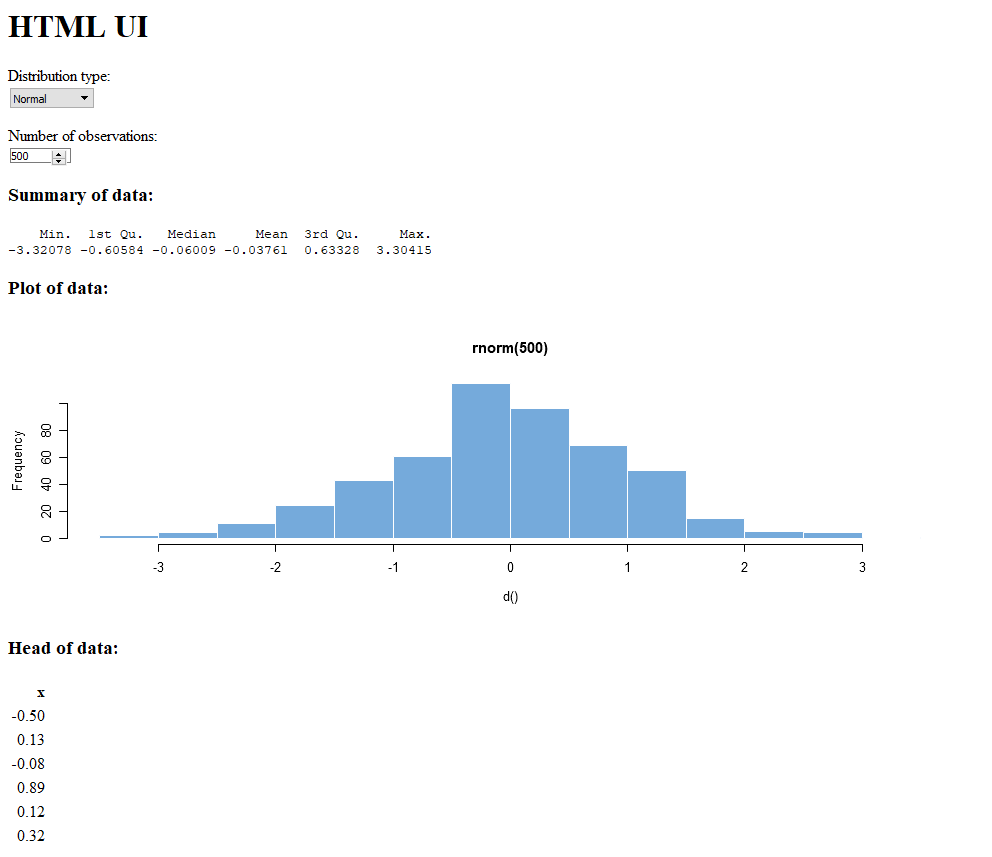 HTML UI
Distribution type:
Normal
Number of observations:
500
Summary of data:
Min. 1st Qu. Median Mean 3rd Qu. Max.
-3.32078 -0.60584 -0.06009 -0.03761 0.63328 3.30415
Plot of data:
rnorm(500)
Frequency
80
60
40
20
0
-3 -2 -1 0 1 2 3
d()
Head of data:
x
-0.50
0.13
-0.08
0.89
0.12
0.32